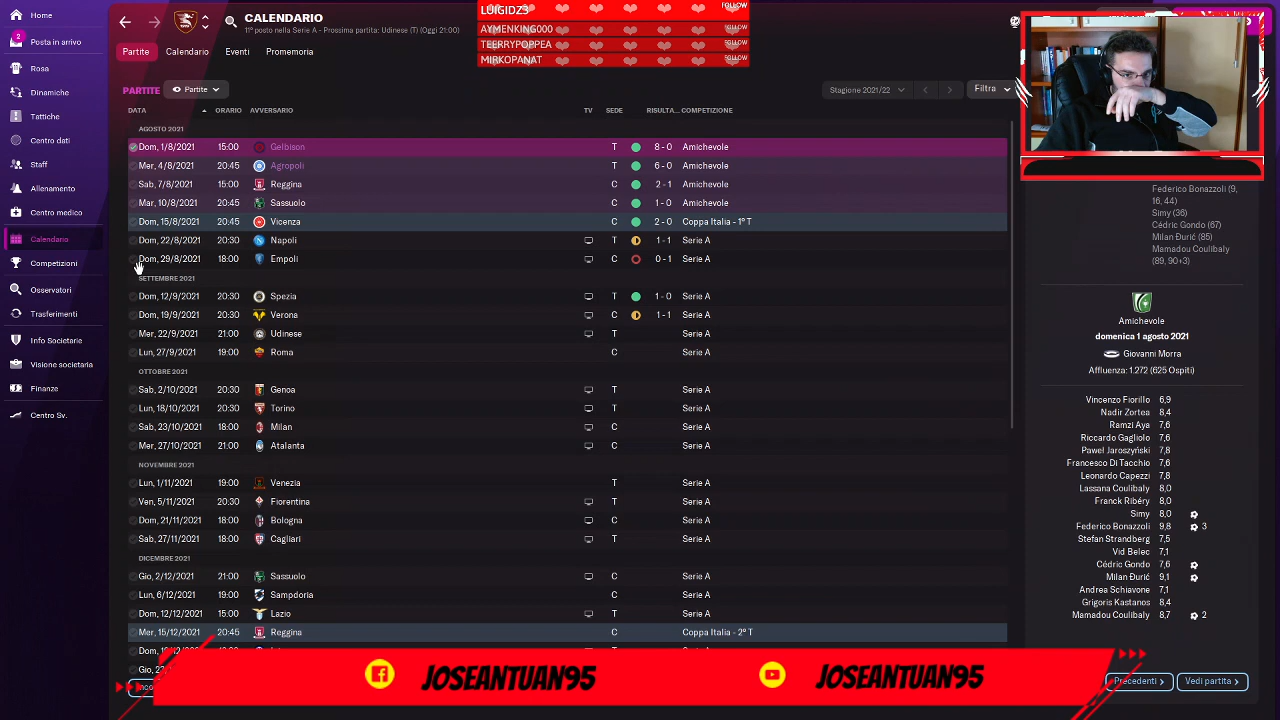 Home
2
Posta in arrivo
Rosa
Dinamiche
Tattiche
Centro dati
Staff
Allenamento
Centro medico
Calendario
Competizioni
Osservatori
Trasferimenti
Info Societarie
Visione societaria
Finanze
Centro Sv.
CALENDARIO
11° posto nella Serie A - Prossima partita: Udinese (T) (Oggi 21:00)
LUIGIDZ3 FOLLOW
AYMENKING000 FOLLOW
TEERRYPOPPEA FOLLOW
MIRKOPANAT FOLLOW
Partite Calendario Eventi Promemoria
PARTITE Partite Stagione 2021/22 Filtra
DATA ORARIO AVVERSARIO TV SEDE RISULTA... COMPETIZIONE
AGOSTO 2021
Dom, 1/8/2021 15:00 Gelbison T 8 - 0 Amichevole
Mer, 4/8/2021 20:45 Agropoli T 6 - 0 Amichevole
Sab, 7/8/2021 15:00 Reggina C 2 - 1 Amichevole
Mar, 10/8/2021 20:45 Sassuolo C 1 - 0 Amichevole
Dom, 15/8/2021 20:45 Vicenza C 2 - 0 Coppa Italia - 1° T
Dom, 22/8/2021 20:30 Napoli T 1 - 1 Serie A
Dom, 29/8/2021 18:00 Empoli C 0 - 1 Serie A
SETTEMBRE 2021
Dom, 12/9/2021 20:30 Spezia T 1 - 0 Serie A
Dom, 19/9/2021 20:30 Verona C 1 - 1 Serie A
Mer, 22/9/2021 21:00 Udinese T Serie A
Lun, 27/9/2021 19:00 Roma C Serie A
OTTOBRE 2021
Sab, 2/10/2021 20:30 Genoa T Serie A
Lun, 18/10/2021 20:30 Torino T Serie A
Sab, 23/10/2021 18:00 Milan C Serie A
Mer, 27/10/2021 21:00 Atalanta C Serie A
NOVEMBRE 2021
Lun, 1/11/2021 19:00 Venezia T Serie A
Ven, 5/11/2021 20:30 Fiorentina T Serie A
Dom, 21/11/2021 18:00 Bologna C Serie A
Sab, 27/11/2021 18:00 Cagliari T Serie A
DICEMBRE 2021
Gio, 2/12/2021 21:00 Sassuolo T Serie A
Lun, 6/12/2021 19:00 Sampdoria C Serie A
Dom, 12/12/2021 15:00 Lazio T Serie A
Mer, 15/12/2021 20:45 Reggina C Coppa Italia - 2° T
Federico Bonazzoli (9,
16, 44)
Simy (36)
Cédric Gondo (67)
Milan Đurić (85)
Mamadou Coulibaly
(89, 90+3)
Amichevole
domenica 1 agosto 2021
Giovanni Morra
Affluenza: 1.272 (625 Ospiti)
Vincenzo Fiorillo 6,9
Nadir Zortea 8,4
Ramzi Aya 7,6
Riccardo Gagliolo 7,6
Paweł Jaroszyński 7,8
Francesco Di Tacchio 7,6
Leonardo Capezzi 7,8
Lassana Coulibaly 8,0
Franck Ribéry 8,0
Simy 8,0
Federico Bonazzoli 9,8 3
Stefan Strandberg 7,5
Vid Belec 7,1
Cédric Gondo 7,6
Milan Đurić 9,1
Andrea Schiavone 7,1
Grigoris Kastanos 8,4
Mamadou Coulibaly 8,7 2
Precedenti Vedi partita
JOSEANTUAN95 JOSEANTUAN95